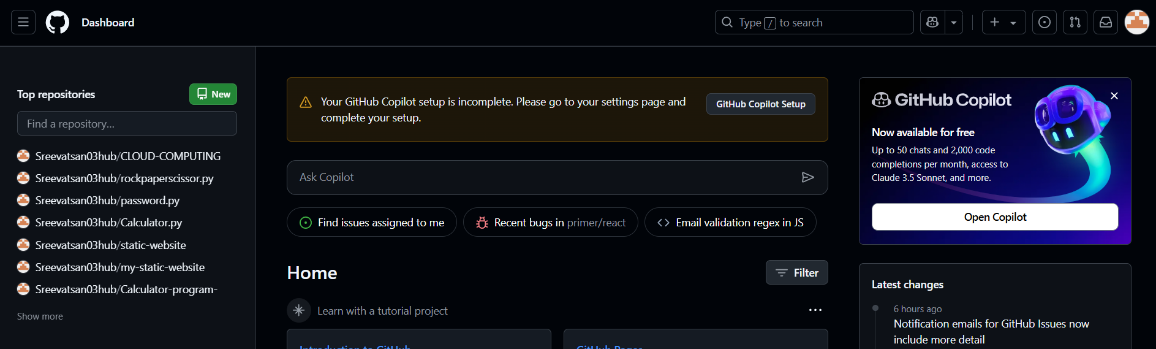 Dashboard
Type / to search
Top repositories
New
Find a repository...
Sreevatsan03hub/CLOUD-COMPUTING
Sreevatsan03hub/rockpaperscissor.py
Sreevatsan03hub/password.py
Sreevatsan03hub/Calculator.py
Sreevatsan03hub/static-website
Sreevatsan03hub/my-static-website
Sreevatsan03hub/Calculator-program-
Show more
Your GitHub Copilot setup is incomplete. Please go to your settings page and
complete your setup.
GitHub Copilot Setup
Ask Copilot
Find issues assigned to me
Recent bugs in primer/react
Email validation regex in JS
Home
Filter
Learn with a tutorial project
Introduction to GitHub
GitHub Pages
GitHub Copilot
Now available for free
Up to 50 chats and 2,000 code
completions per month, access to
Claude 3.5 Sonnet, and more.
Open Copilot
Latest changes
6 hours ago
Notification emails for GitHub Issues now
include more detail